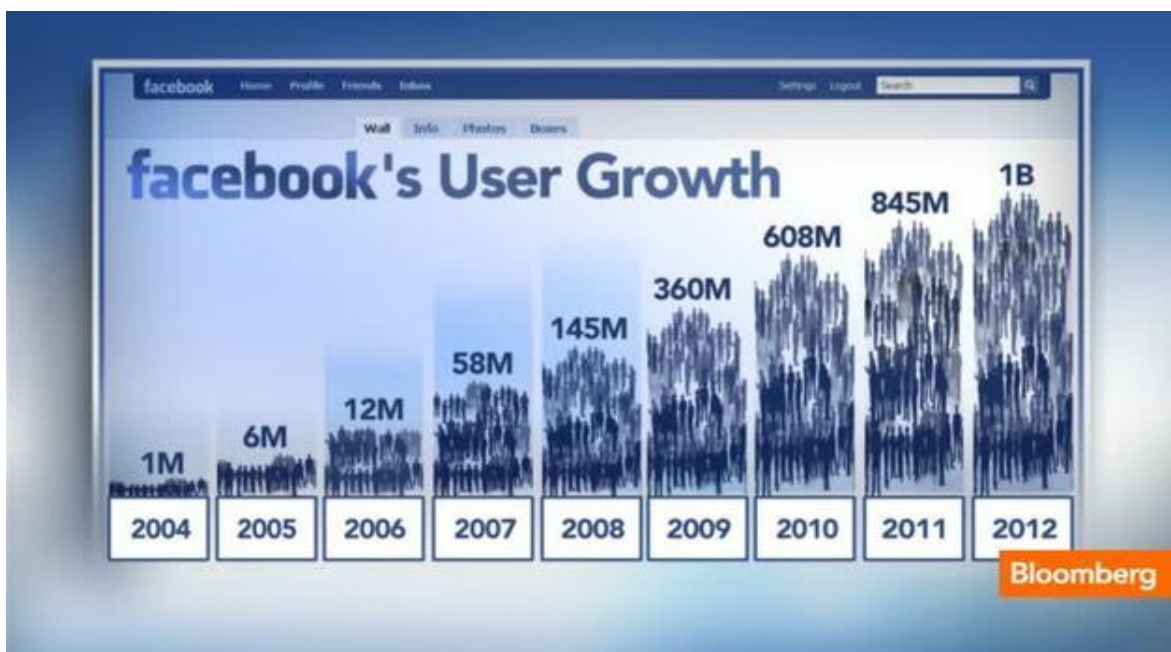 facebook Home Profile Friends Inbox Settings Logout Search
Wall Info Photos Boxes
facebook's User Growth
1M 6M 12M 58M 145M 360M 608M 845M 1B
2004 2005 2006 2007 2008 2009 2010 2011 2012
Bloomberg